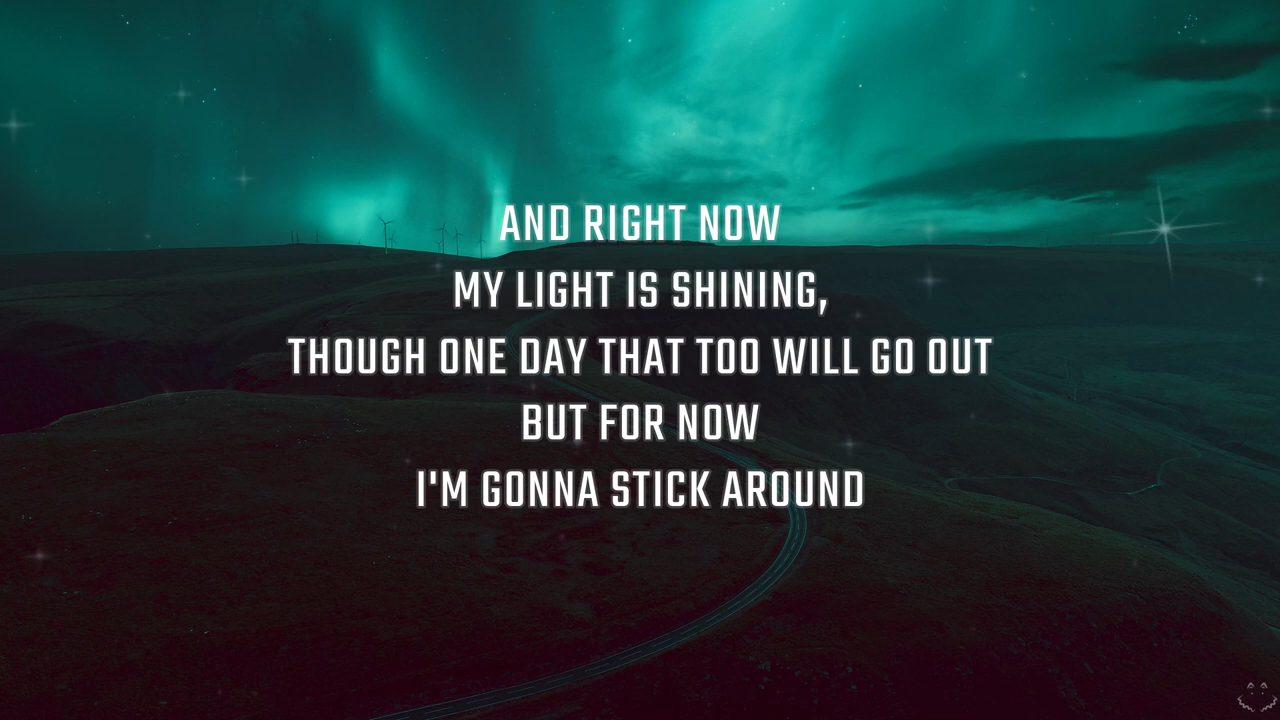 AND RIGHT NOW
MY LIGHT IS SHINING,
THOUGH ONE DAY THAT TOO WILL GO OUT
BUT FOR NOW
I'M GONNA STICK AROUND